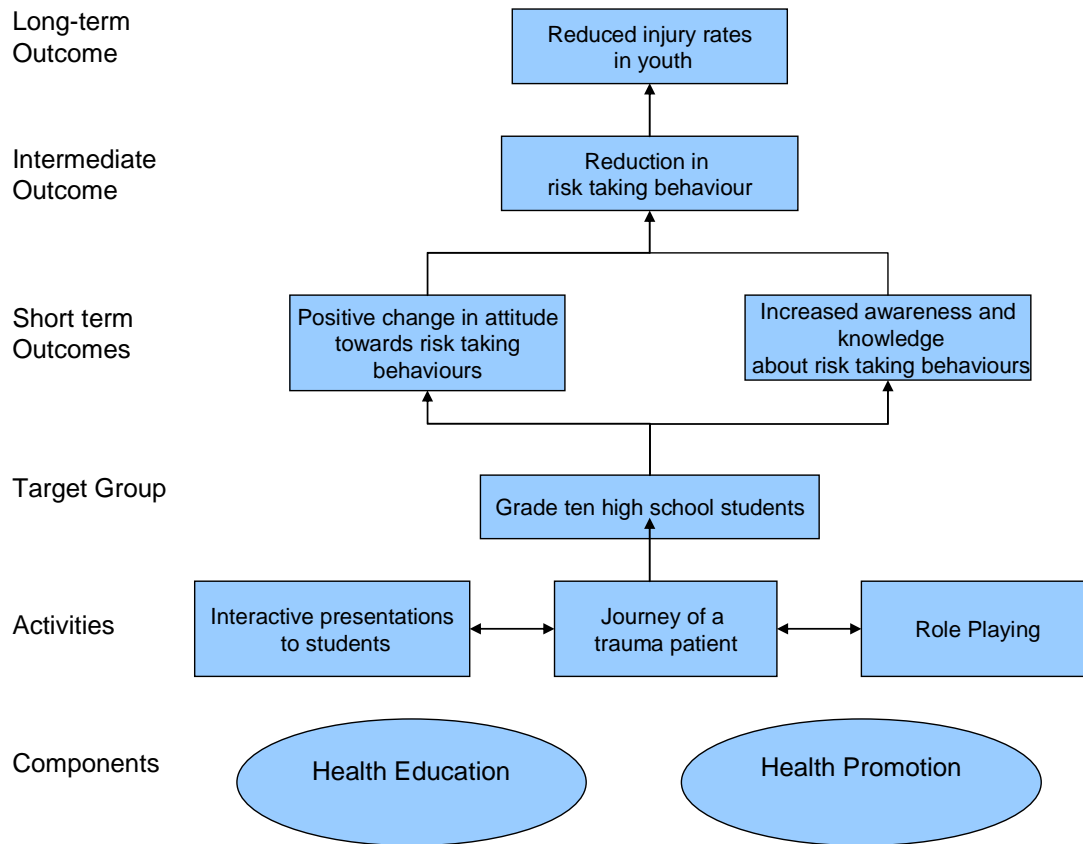 Long-term
Outcome
Reduced injury rates
in youth
Intermediate
Outcome
Reduction in
risk taking behaviour
Short term
Outcomes
Positive change in attitude
towards risk taking
behaviours
Increased awareness and
knowledge
about risk taking behaviours
Target Group
Grade ten high school students
Activities
Interactive presentations
to students
Journey of a
trauma patient
Role Playing
Components
Health Education
Health Promotion